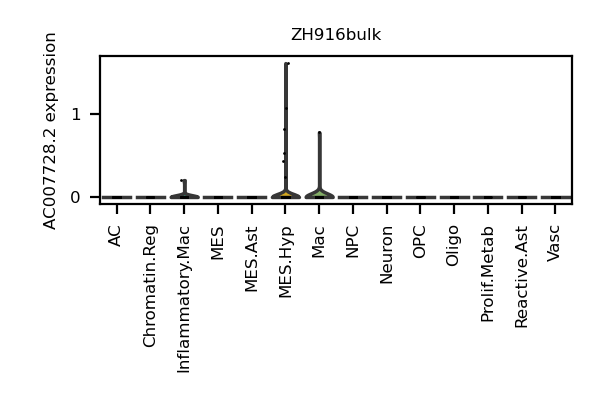 ZH916bulk
AC007728.2 expression
1
0
AC
Chromatin.Reg
Inflammatory.Mac
MES
MES.Ast
MES.Hyp
Mac
NPC
Neuron
OPC
Oligo
Prolif.Metab
Reactive.Ast
Vasc